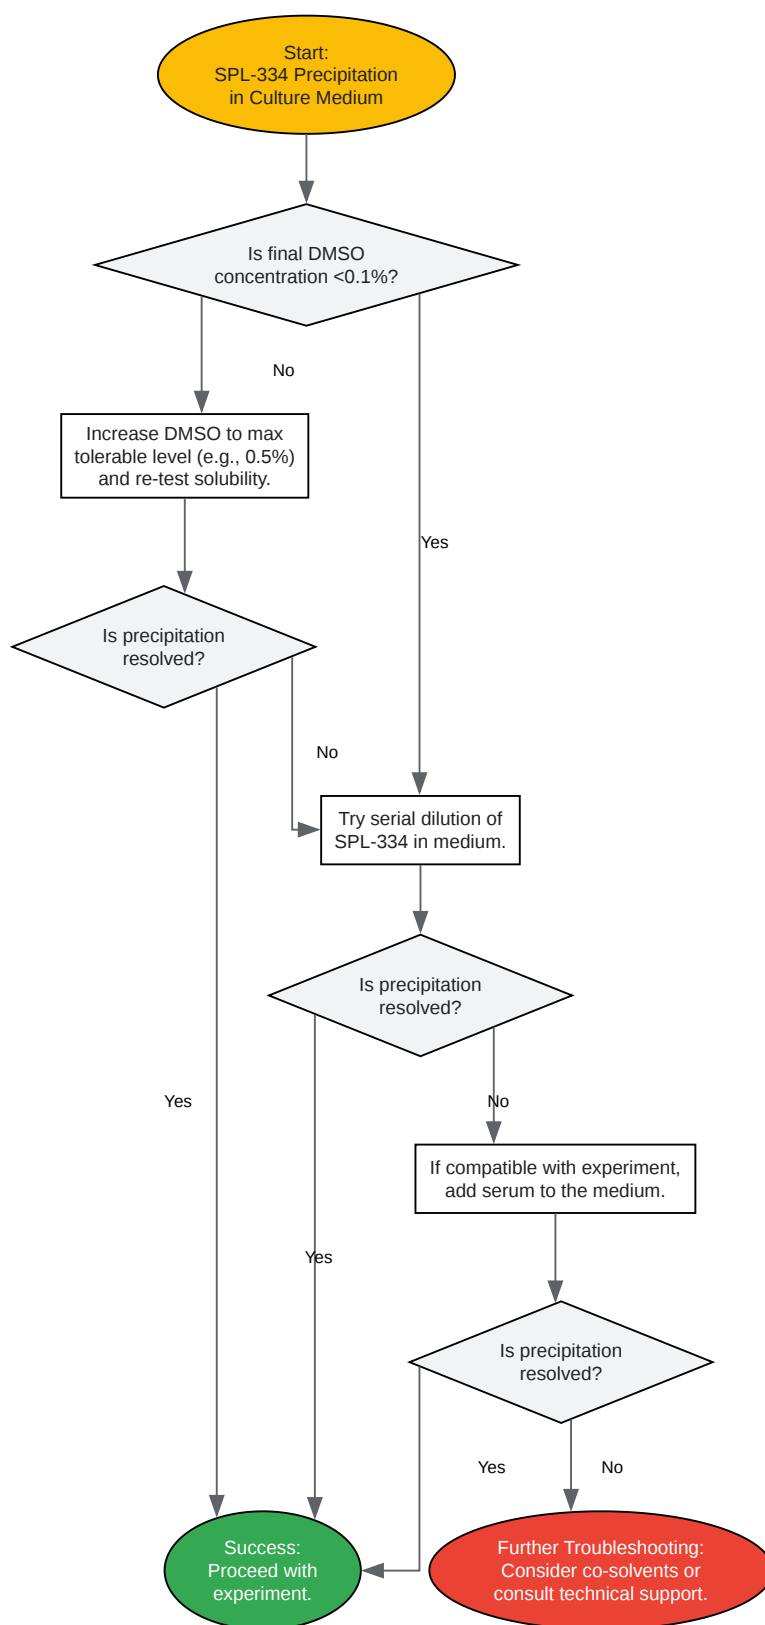 Start:
SPL-334 Precipitation
in Culture Medium
Is final DMSO
concentration <0.1%?
No
Increase DMSO to max
tolerable level (e.g., 0.5%)
and re-test solubility.
Yes
Is precipitation
resolved?
No
Try serial dilution of
SPL-334 in medium.
Is precipitation
resolved?
Yes
No
If compatible with experiment,
add serum to the medium.
Yes
Is precipitation
resolved?
Yes
No
Success:
Proceed with
experiment.
Further Troubleshooting:
Consider co-solvents or
consult technical support.